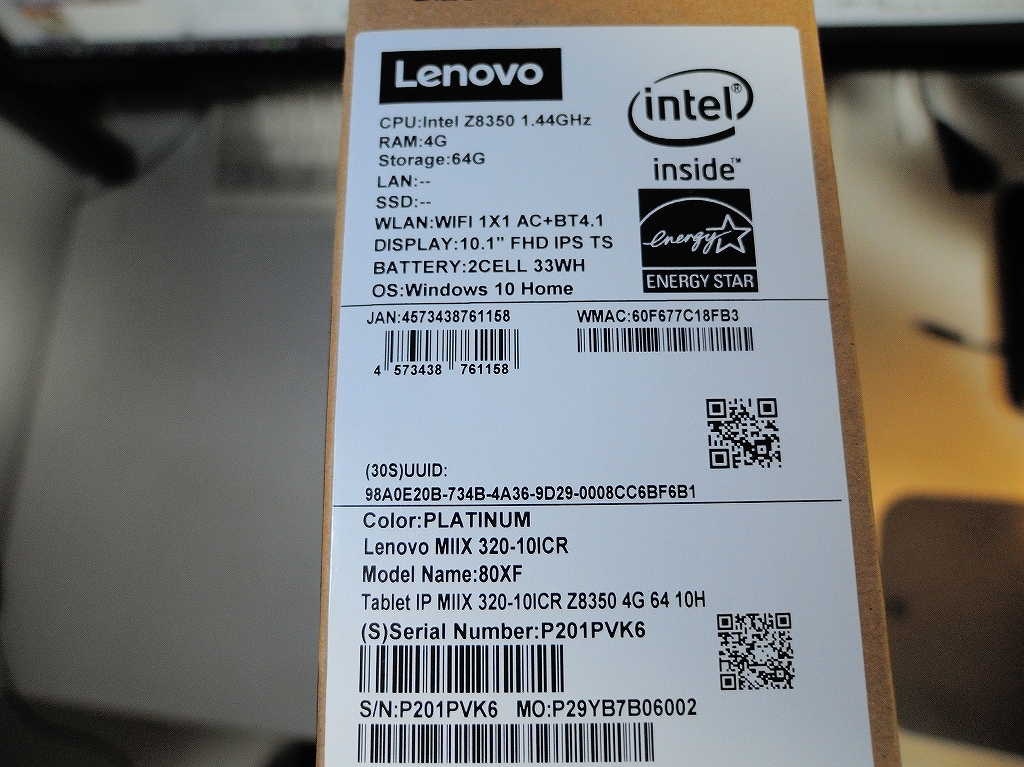 Lenovo
CPU:Intel Z8350 1.44GHz
RAM:4G
Storage:64G
LAN:--
SSD:--
WLAN:WIFI 1X1 AC+BT4.1
DISPLAY:10.1" FHD IPS TS
BATTERY:2CELL 33WH
OS:Windows 10 Home
intel®
inside™
energy
ENERGY STAR
JAN:4573438761158
4 573438 761158
WMAC:60F677C18FB3
(30S)UUID:
98A0E20B-734B-4A36-9D29-0008CC6BF6B1
Color:PLATINUM
Lenovo MIIX 320-10ICR
Model Name:80XF
Tablet IP MIIX 320-10ICR Z8350 4G 64 10H
(S)Serial Number:P201PVK6
S/N:P201PVK6 MO:P29YB7B06002